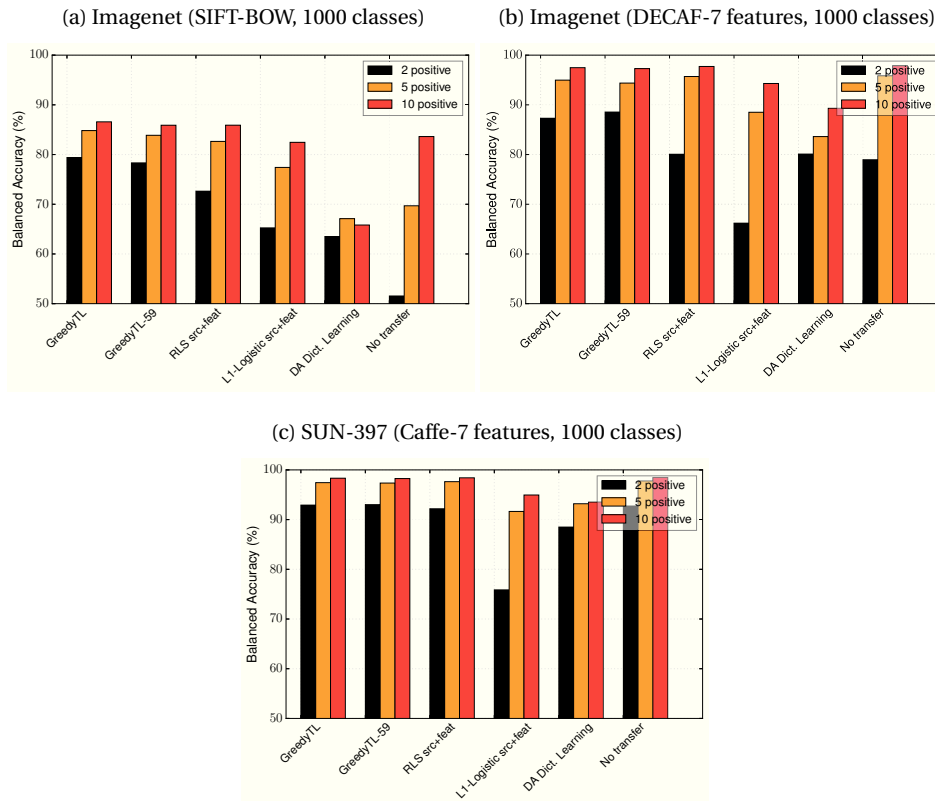 (a) Imagenet (SIFT-BOW, 1000 classes)
100
90
80
70
60
50
Balanced Accuracy (%)
2 positive
5 positive
10 positive
GreedyTL
GreedyTL-59
RLS src+feat
L1-Logistic src+feat
DA Dict. Learning
No transfer
(b) Imagenet (DECAF-7 features, 1000 classes)
100
90
80
70
60
50
Balanced Accuracy (%)
2 positive
5 positive
10 positive
GreedyTL
GreedyTL-59
RLS src+feat
L1-Logistic src+feat
DA Dict. Learning
No transfer
(c) SUN-397 (Caffe-7 features, 1000 classes)
100
90
80
70
60
50
Balanced Accuracy (%)
2 positive
5 positive
10 positive
GreedyTL
GreedyTL-59
RLS src+feat
L1-Logistic src+feat
DA Dict. Learning
No transfer